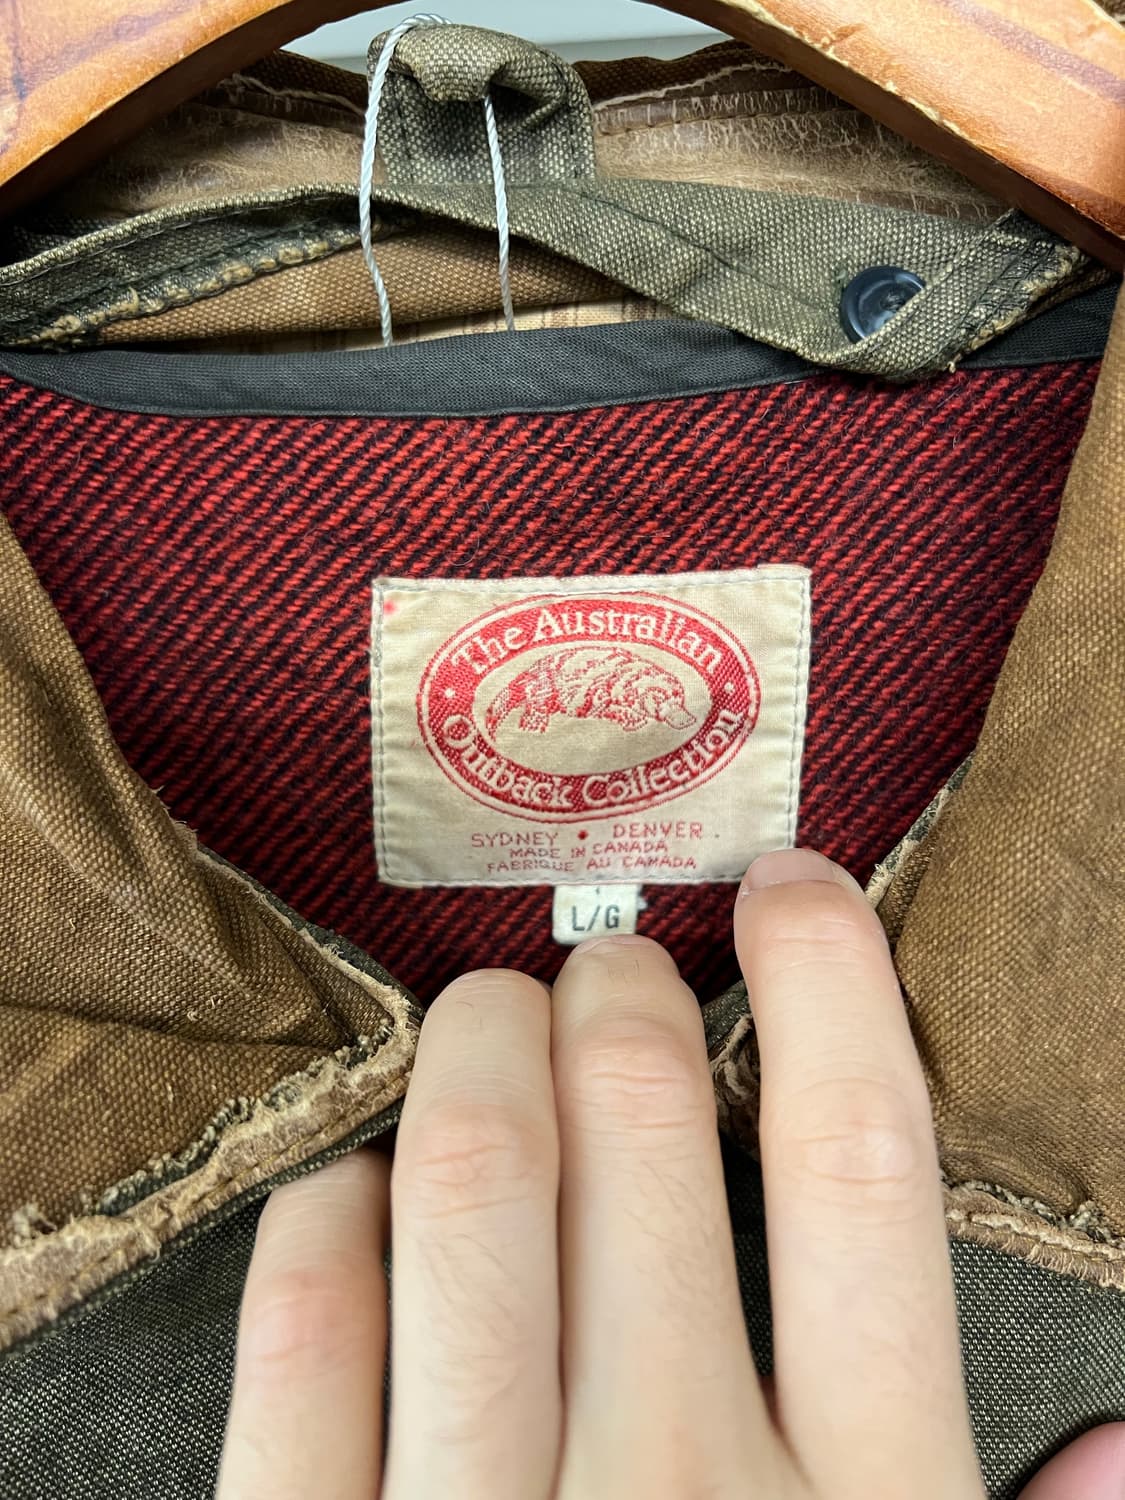 The Australian
Outback Collection
SYDNEY • DENVER
MADE IN CANADA
FABRIQUE AU CANADA
L/G